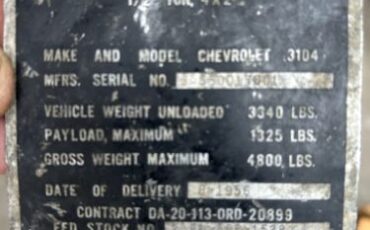 1/2 TON, 4X2
MAKE AND MODEL CHEVROLET 3104
MFRS. SERIAL NO.
VEHICLE WEIGHT UNLOADED 3340 LBS.
PAYLOAD, MAXIMUM 1325 LBS.
GROSS WEIGHT MAXIMUM 4800 LBS.
DATE OF DELIVERY 8-1956
CONTRACT DA-20-113-ORD-20899
FED STOCK NO.